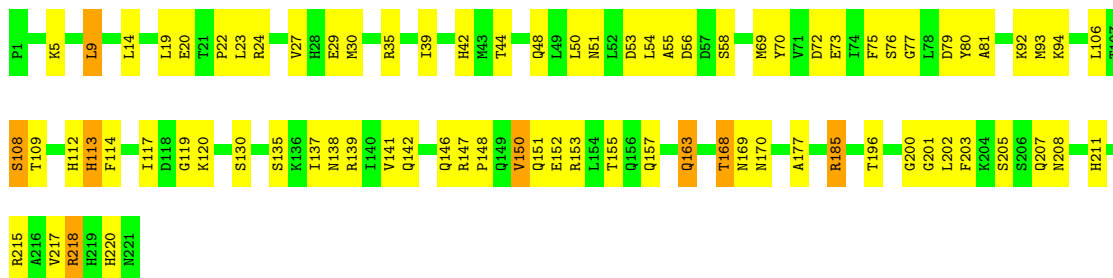 P1 K5 L9 L14 L19 E20 T21 P22 L23 R24 V27 H28 E29 M30 R35 I39 H42 M43 T44 Q48 L49 L50 N51 L52 D53 L54 A55 D56 D57 S58 M69 Y70 V71 D72 E73 I74 F75 S76 G77 L78 D79 Y80 A81 K92 M93 K94 L106 T107
S108 T109 H112 H113 F114 I117 D118 G119 K120 S130 S135 K136 I137 N138 R139 I140 V141 Q142 Q146 R147 P148 Q149 V150 Q151 E152 R153 L154 T155 Q156 Q157 Q163 T168 N169 N170 A177 R185 T196 G200 G201 L202 F203 K204 S205 S206 Q207 N208 H211
R215 A216 V217 R218 H219 H220 N221